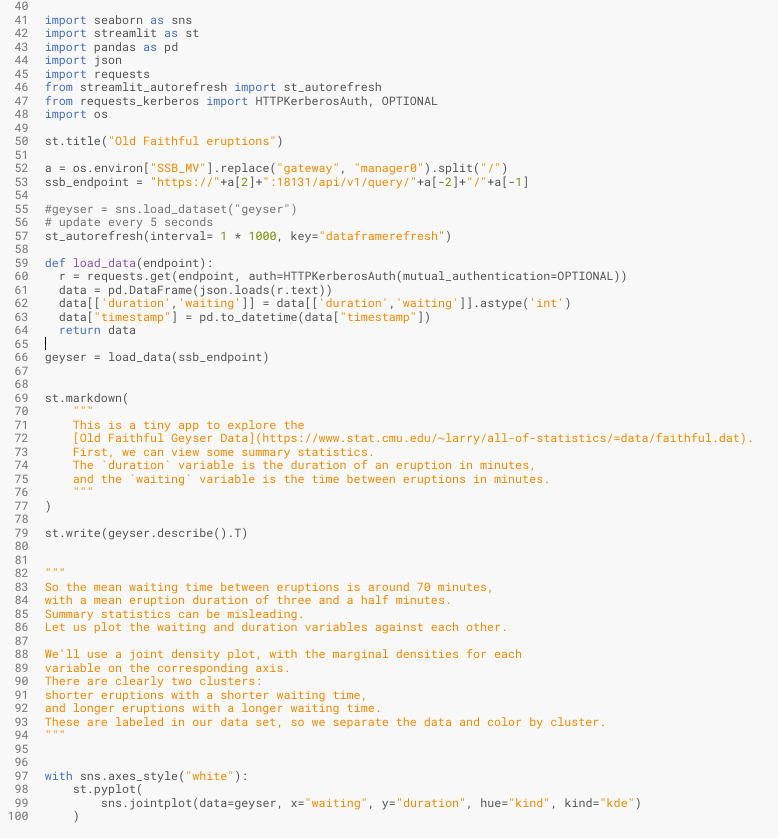 40
41 import seaborn as sns
42 import streamlit as st
43 import pandas as pd
44 import json
45 import requests
46 from streamlit_autorefresh import st_autorefresh
47 from requests_kerberos import HTTPKerberosAuth, OPTIONAL
48 import os
49
50 st.title("Old Faithful eruptions")
51
52 a = os.environ["SSB_MV"].replace("gateway", "manager0").split("/")
53 ssb_endpoint = "https://"+a[2]+":18131/api/v1/query/"+a[-2]+"/"+a[-1]
54
55 #geyser = sns.load_dataset("geyser")
56 # update every 5 seconds
57 st_autorefresh(interval= 1 * 1000, key="dataframerefresh")
58
59 def load_data(endpoint):
60   r = requests.get(endpoint, auth=HTTPKerberosAuth(mutual_authentication=OPTIONAL))
61   data = pd.DataFrame(json.loads(r.text))
62   data[['duration','waiting']] = data[['duration','waiting']].astype('int')
63   data["timestamp"] = pd.to_datetime(data["timestamp"])
64   return data
65
66 geyser = load_data(ssb_endpoint)
67
68
69 st.markdown(
70     """
71     This is a tiny app to explore the
72     [Old Faithful Geyser Data](https://www.stat.cmu.edu/~larry/all-of-statistics/=data/faithful.dat).
73     First, we can view some summary statistics.
74     The `duration` variable is the duration of an eruption in minutes,
75     and the `waiting` variable is the time between eruptions in minutes.
76     """
77 )
78
79 st.write(geyser.describe().T)
80
81
82 """
83 So the mean waiting time between eruptions is around 70 minutes,
84 with a mean eruption duration of three and a half minutes.
85 Summary statistics can be misleading.
86 Let us plot the waiting and duration variables against each other.
87
88 We'll use a joint density plot, with the marginal densities for each
89 variable on the corresponding axis.
90 There are clearly two clusters:
91 shorter eruptions with a shorter waiting time,
92 and longer eruptions with a longer waiting time.
93 These are labeled in our data set, so we separate the data and color by cluster.
94 """
95
96
97 with sns.axes_style("white"):
98     st.pyplot(
99         sns.jointplot(data=geyser, x="waiting", y="duration", hue="kind", kind="kde")
100     )